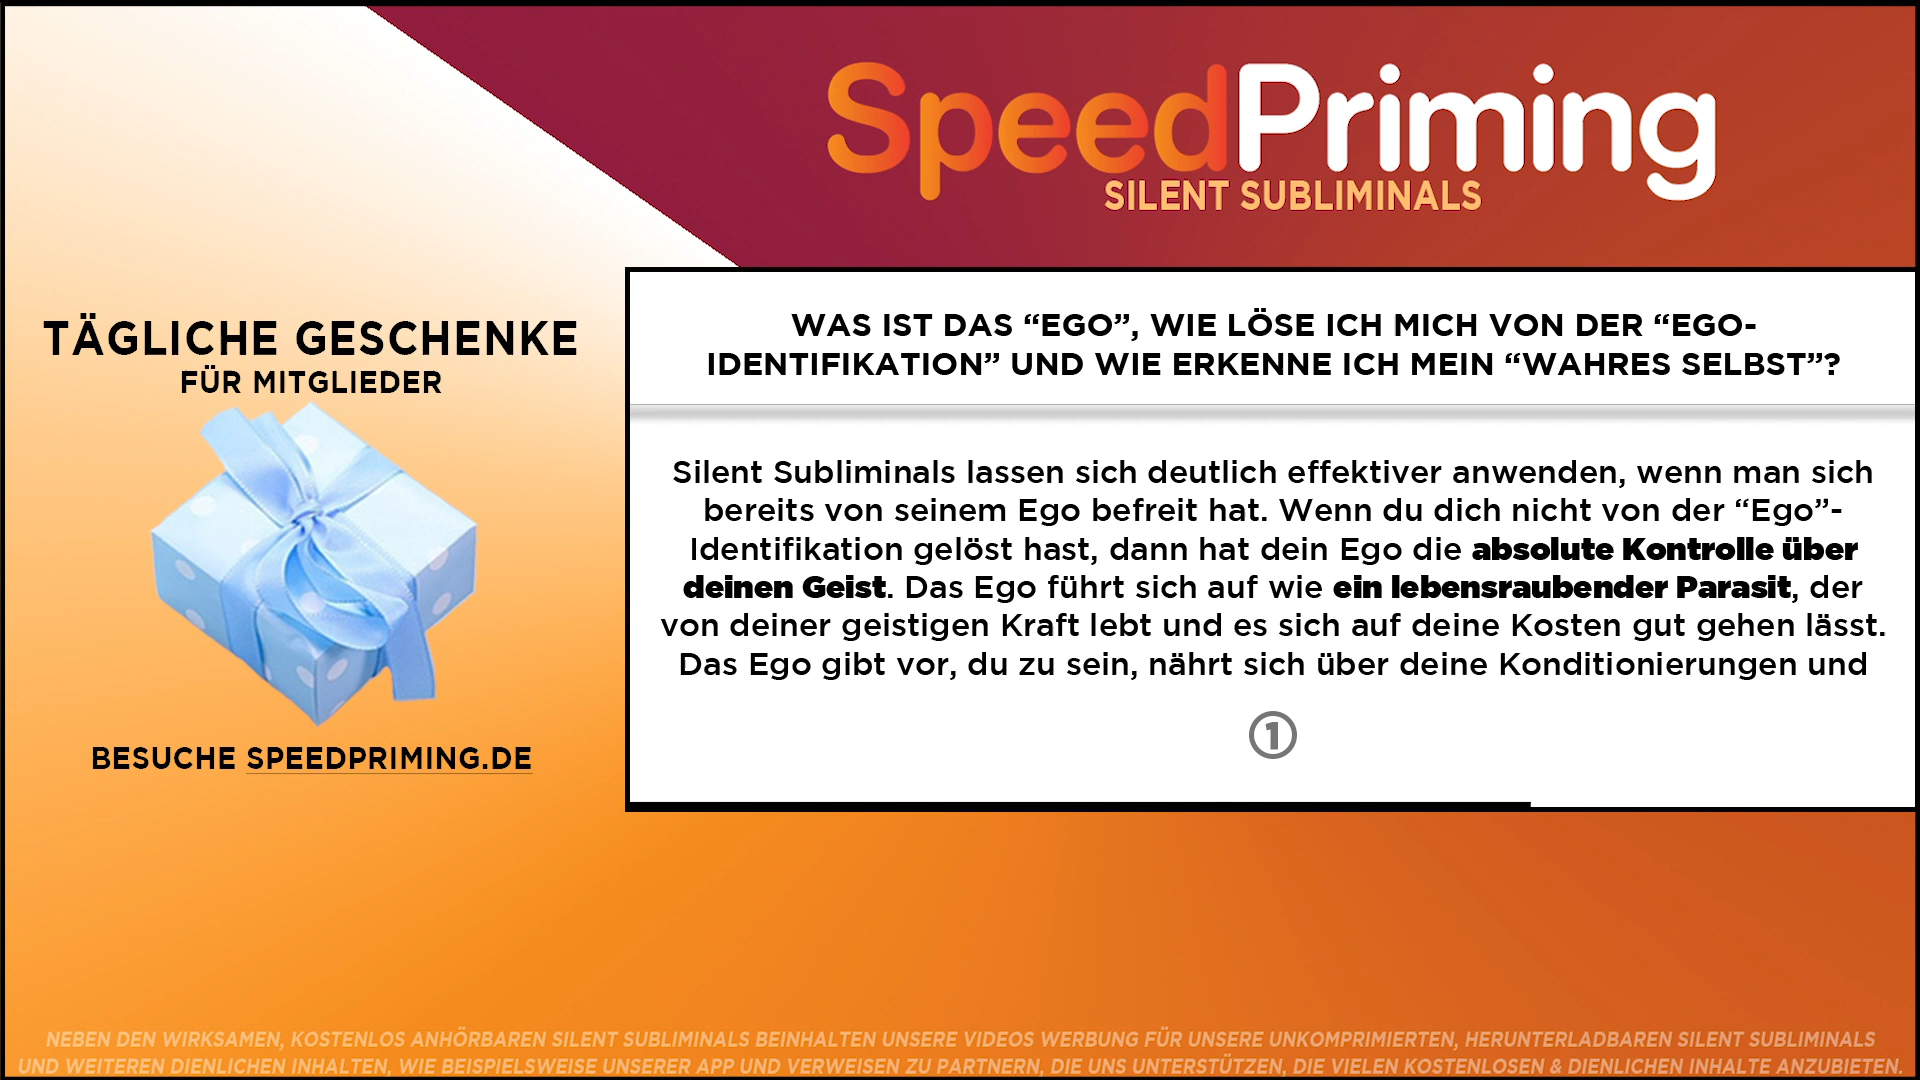 SpeedPriming
SILENT SUBLIMINALS
TÄGLICHE GESCHENKE
FÜR MITGLIEDER
BESUCHE SPEEDPRIMING.DE
WAS IST DAS “EGO”, WIE LÖSE ICH MICH VON DER “EGO-
IDENTIFIKATION” UND WIE ERKENNE ICH MEIN “WAHRES SELBST”?
Silent Subliminals lassen sich deutlich effektiver anwenden, wenn man sich
bereits von seinem Ego befreit hat. Wenn du dich nicht von der “Ego”-
Identifikation gelöst hast, dann hat dein Ego die absolute Kontrolle über
deinen Geist. Das Ego führt sich auf wie ein lebensraubender Parasit, der
von deiner geistigen Kraft lebt und es sich auf deine Kosten gut gehen lässt.
Das Ego gibt vor, du zu sein, nährt sich über deine Konditionierungen und
①
NEBEN DEN WIRKSAMEN, KOSTENLOS ANHÖRBAREN SILENT SUBLIMINALS BEINHALTEN UNSERE VIDEOS WERBUNG FÜR UNSERE UNKOMPRIMIERTEN, HERUNTERLADBAREN SILENT SUBLIMINALS
UND WEITEREN DIENLICHEN INHALTEN, WIE BEISPIELSWEISE UNSERER APP UND VERWEISEN ZU PARTNERN, DIE UNS UNTERSTÜTZEN, DIE VIELEN KOSTENLOSEN & DIENLICHEN INHALTE ANZUBIETEN.